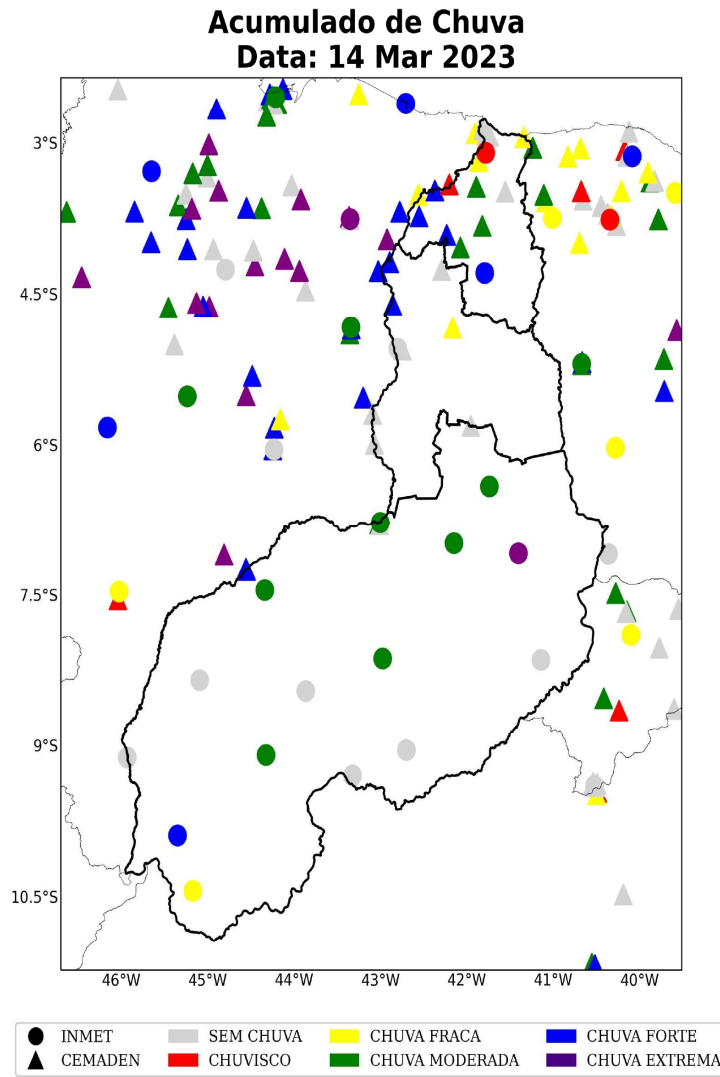 Acumulado de Chuva
Data: 14 Mar 2023
3°S
4.5°S
6°S
7.5°S
9°S
10.5°S
46°W 45°W 44°W 43°W 42°W 41°W 40°W
INMET SEM CHUVA CHUVA FRACA CHUVA FORTE
CEMADEN CHUVISCO CHUVA MODERADA CHUVA EXTREMA